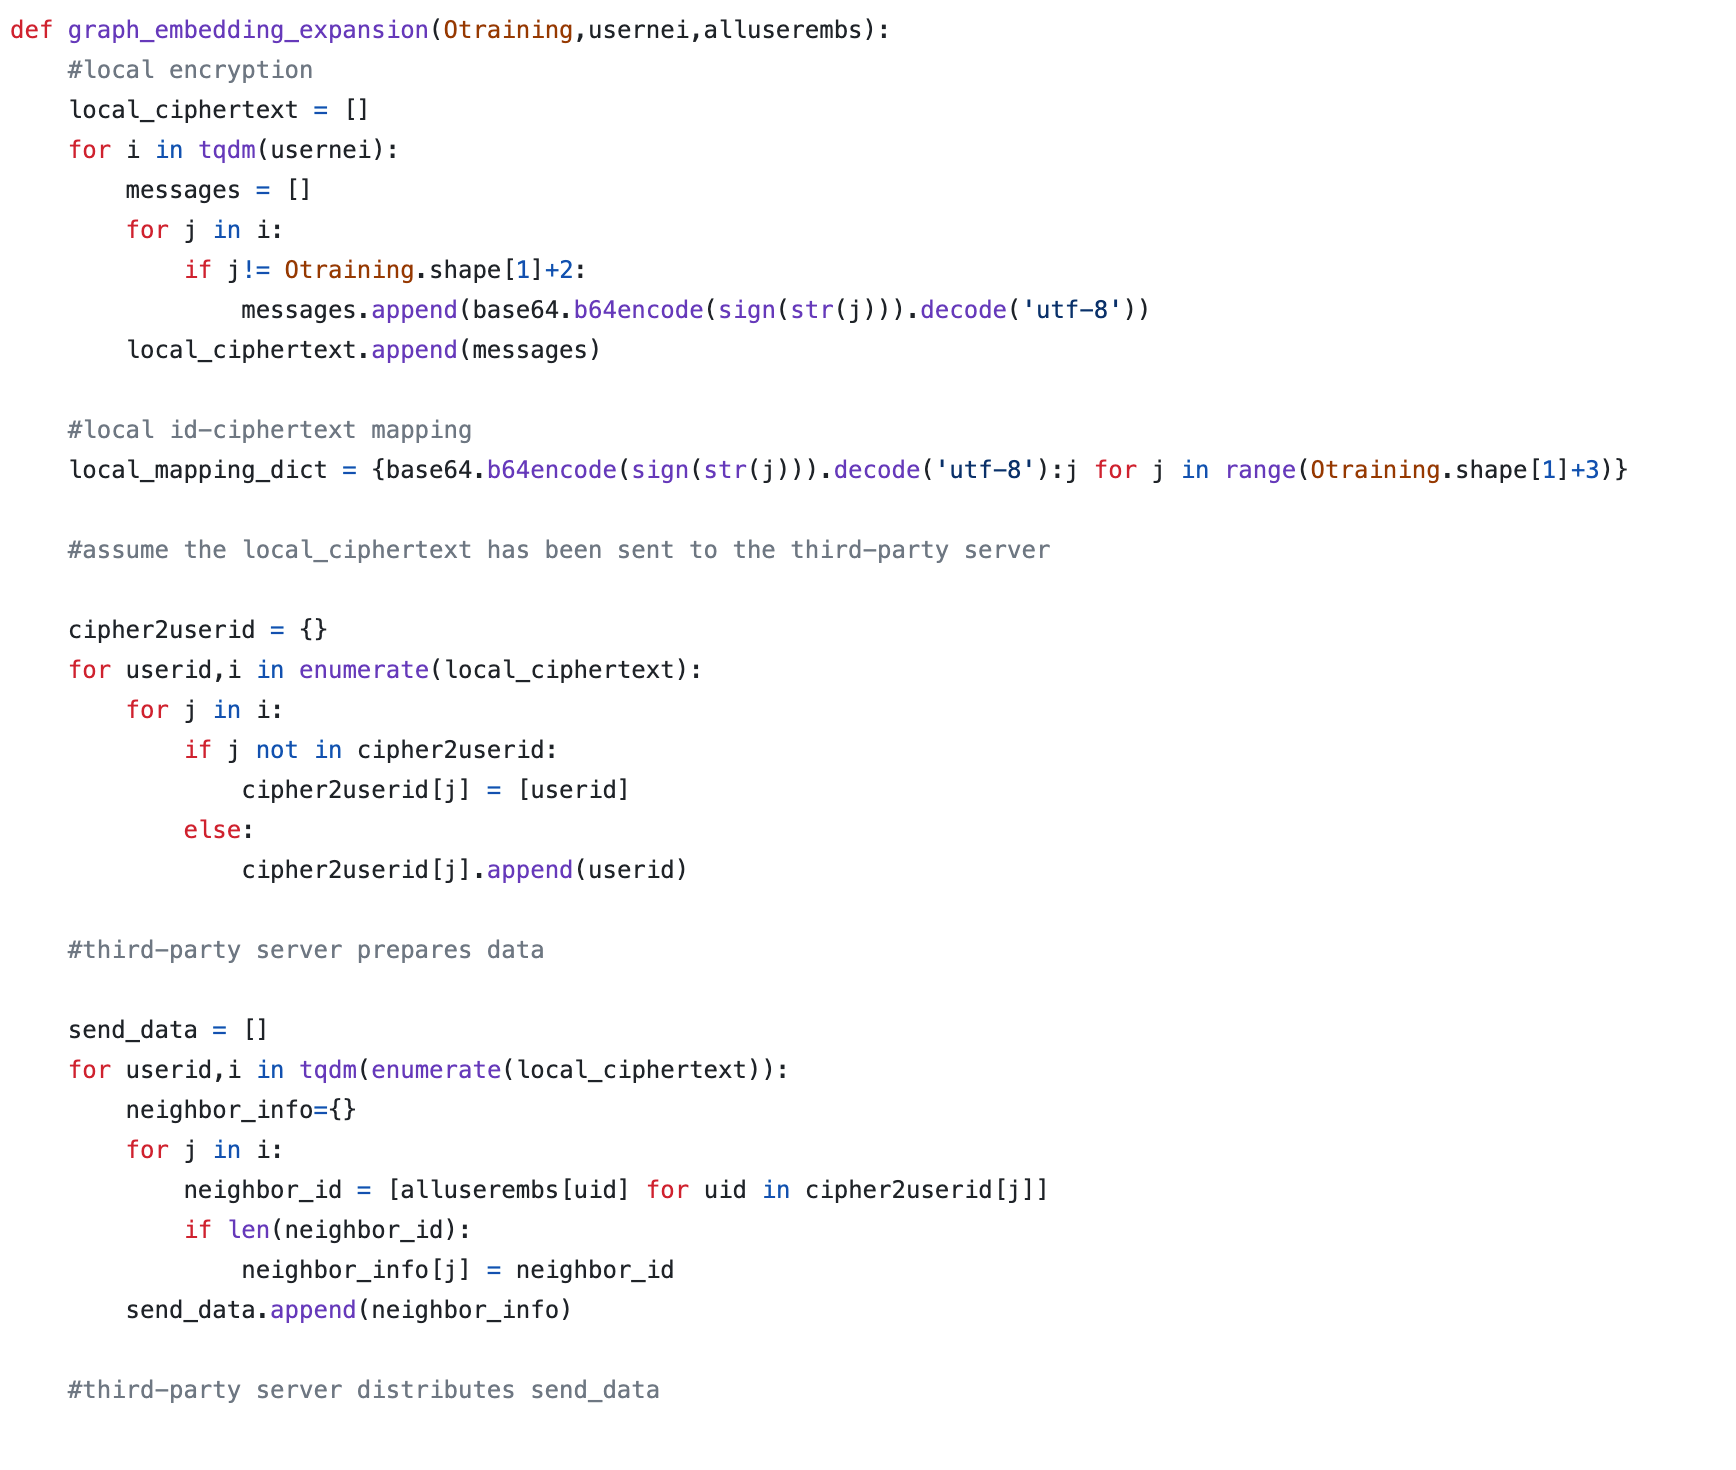 def graph_embedding_expansion(Otraining,usernei,alluserembs):
    #local encryption
    local_ciphertext = []
    for i in tqdm(usernei):
        messages = []
        for j in i:
            if j!= Otraining.shape[1]+2:
                messages.append(base64.b64encode(sign(str(j))).decode('utf-8'))
        local_ciphertext.append(messages)

    #local id-ciphertext mapping
    local_mapping_dict = {base64.b64encode(sign(str(j))).decode('utf-8'):j for j in range(Otraining.shape[1]+3)}

    #assume the local_ciphertext has been sent to the third-party server

    cipher2userid = {}
    for userid,i in enumerate(local_ciphertext):
        for j in i:
            if j not in cipher2userid:
                cipher2userid[j] = [userid]
            else:
                cipher2userid[j].append(userid)

    #third-party server prepares data

    send_data = []
    for userid,i in tqdm(enumerate(local_ciphertext)):
        neighbor_info={}
        for j in i:
            neighbor_id = [alluserembs[uid] for uid in cipher2userid[j]]
            if len(neighbor_id):
                neighbor_info[j] = neighbor_id
        send_data.append(neighbor_info)

    #third-party server distributes send_data